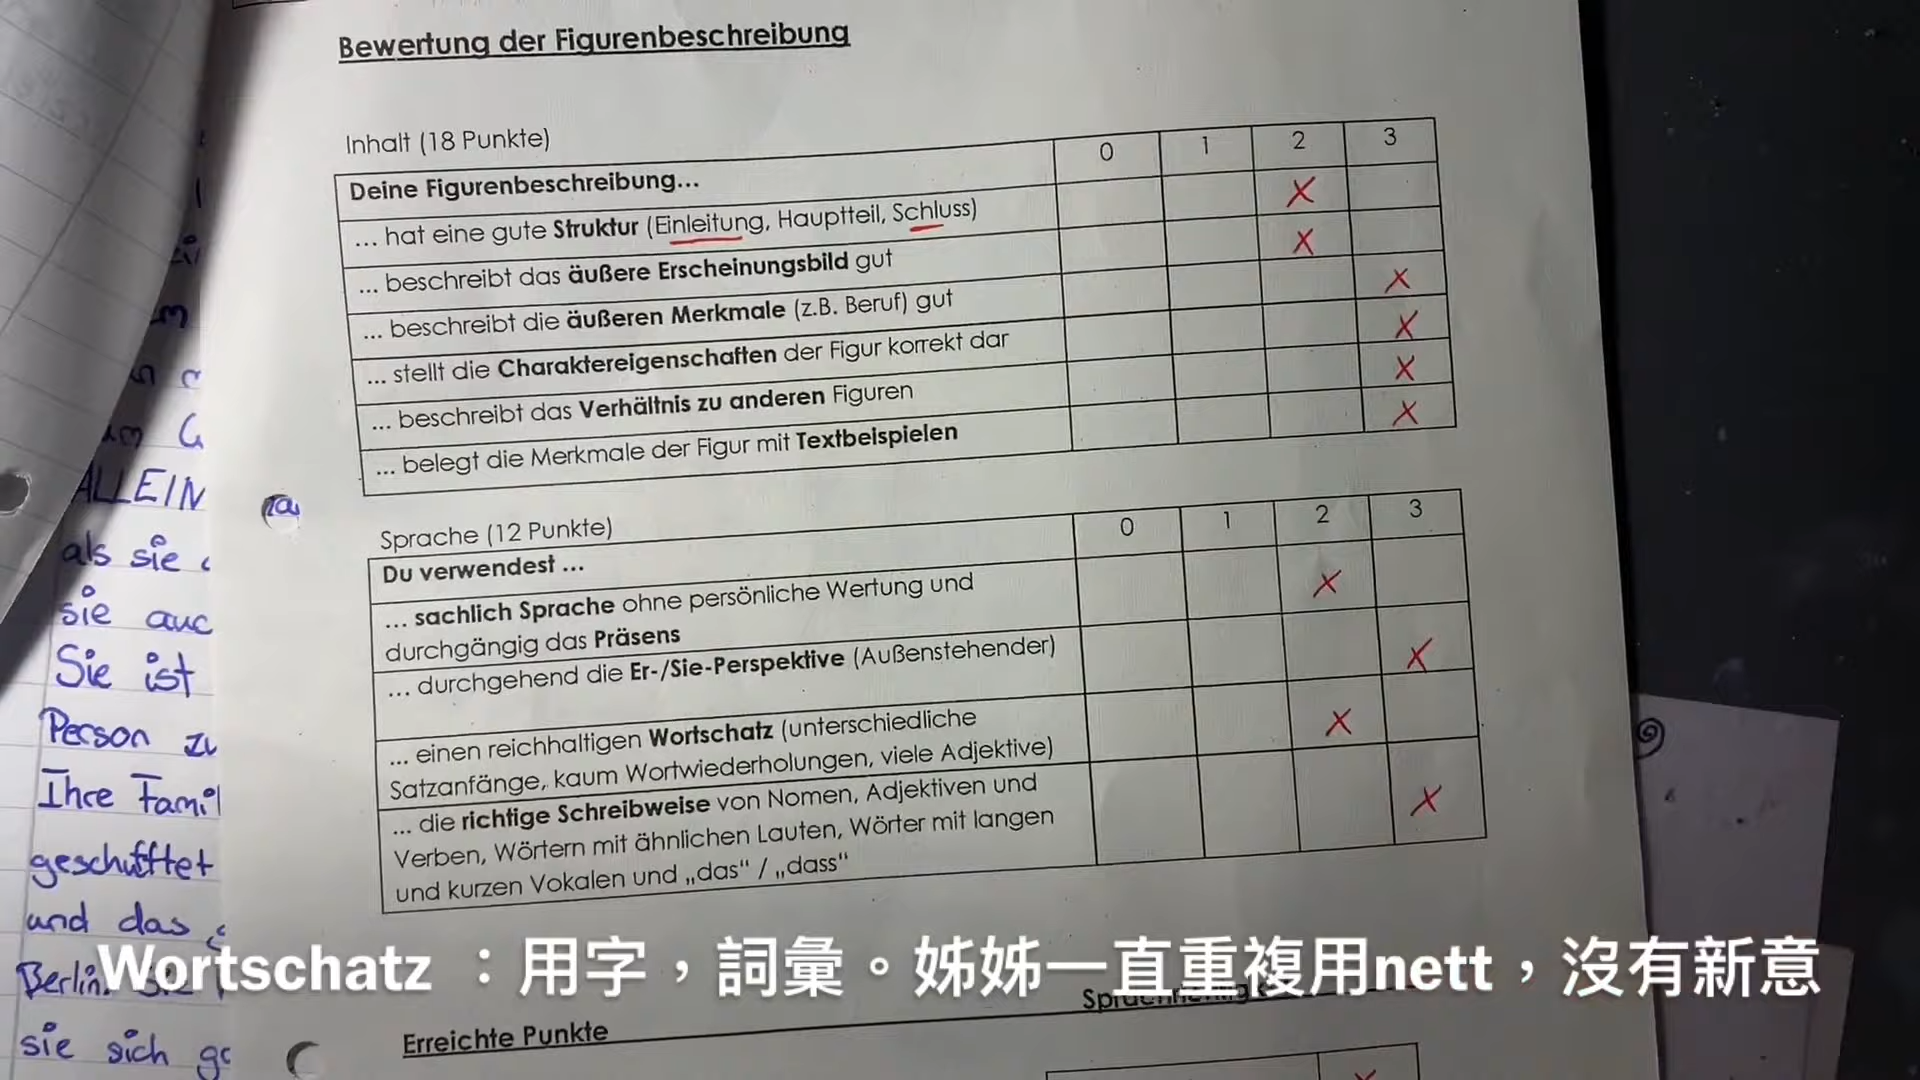 Bewertung der Figurenbeschreibung
Inhalt (18 Punkte)
0 1 2 3
Deine Figurenbeschreibung...
... hat eine gute Struktur (Einleitung, Hauptteil, Schluss)
... beschreibt das äußere Erscheinungsbild gut
... beschreibt die äußeren Merkmale (z.B. Beruf) gut
... stellt die Charaktereigenschaften der Figur korrekt dar
... beschreibt das Verhältnis zu anderen Figuren
... belegt die Merkmale der Figur mit Textbeispielen
Sprache (12 Punkte)
0 1 2 3
Du verwendest ...
... sachlich Sprache ohne persönliche Wertung und
durchgängig das Präsens
... durchgehend die Er-/Sie-Perspektive (Außenstehender)
... einen reichhaltigen Wortschatz (unterschiedliche
Satzanfänge, kaum Wortwiederholungen, viele Adjektive)
... die richtige Schreibweise von Nomen, Adjektiven und
Verben, Wörtern mit ähnlichen Lauten, Wörter mit langen
und kurzen Vokalen und „das“ / „dass“
Erreichte Punkte
ALLEIN
als sie
sie auc
Sie ist
Person zu
Ihre Famil
geschufftet
und das
Berlin. Sie
sie sich
Wortschatz ：用字，詞彙。姊姊一直重複用nett，沒有新意